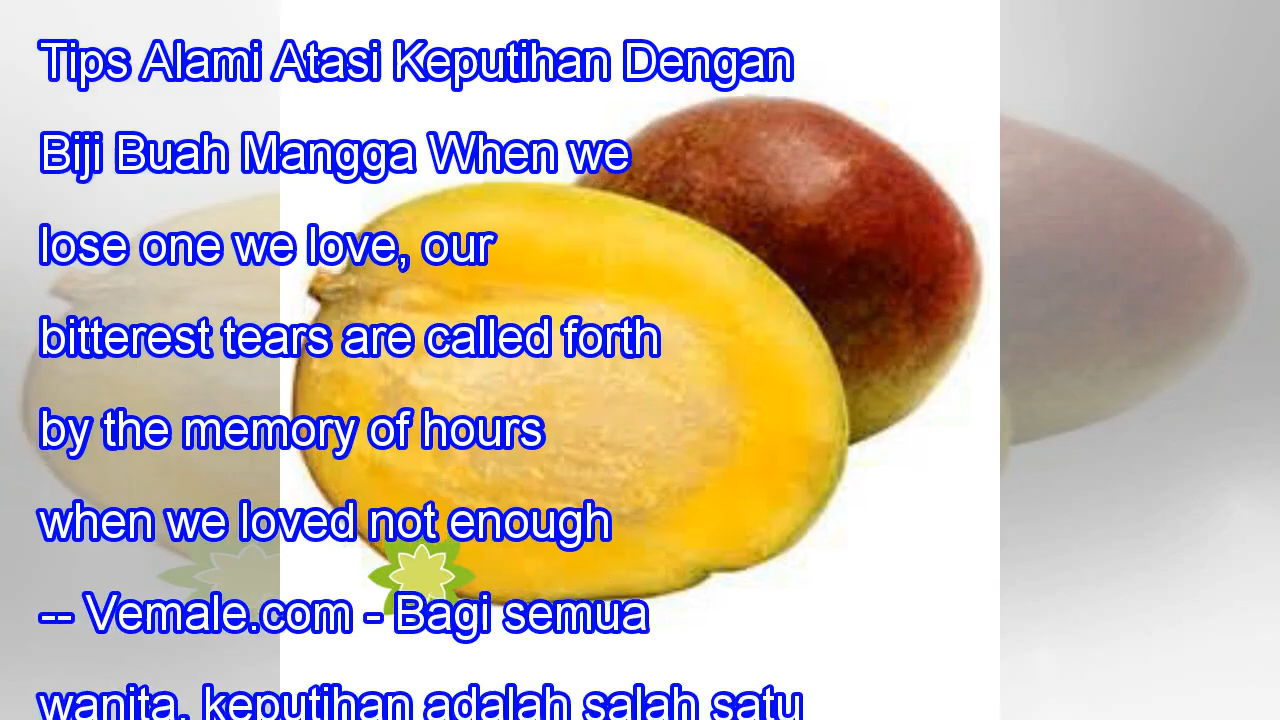 Tips Alami Atasi Keputihan Dengan
Biji Buah Mangga When we
lose one we love, our
bitterest tears are called forth
by the memory of hours
when we loved not enough
-- Vemale.com - Bagi semua
wanita, keputihan adalah salah satu